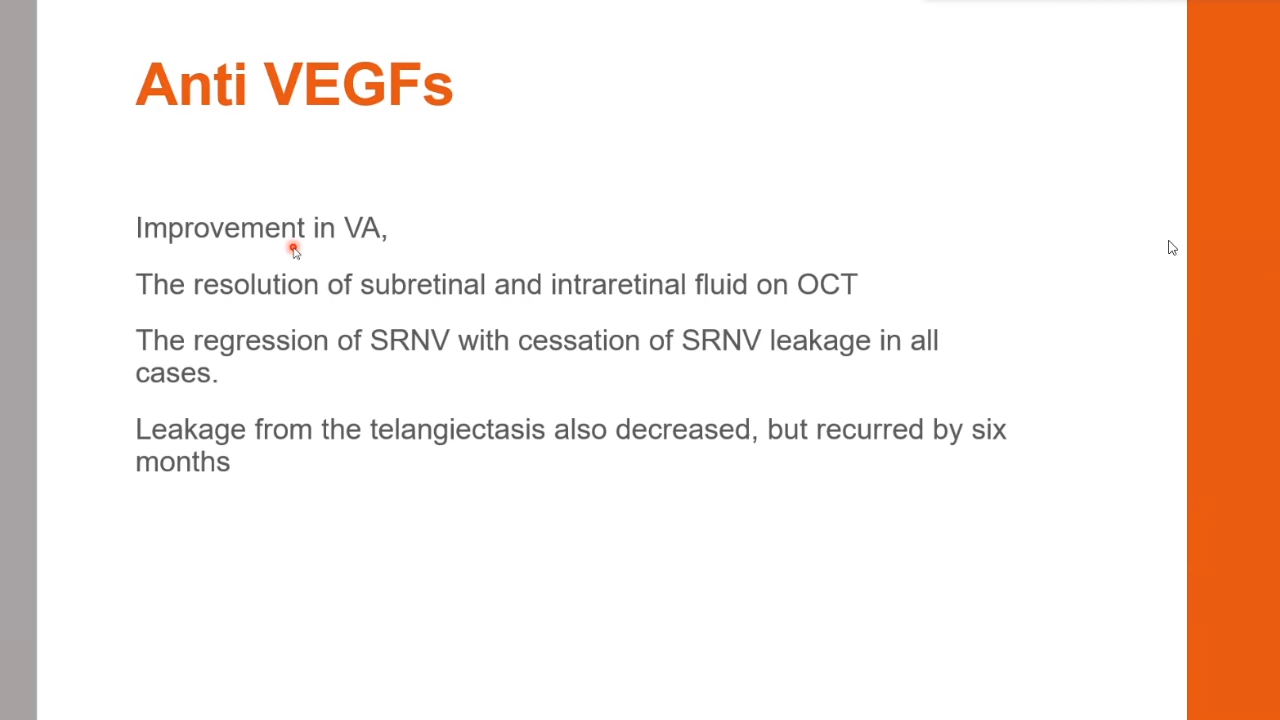 Anti VEGFs
Improvement in VA,
The resolution of subretinal and intraretinal fluid on OCT
The regression of SRNV with cessation of SRNV leakage in all
cases.
Leakage from the telangiectasis also decreased, but recurred by six
months